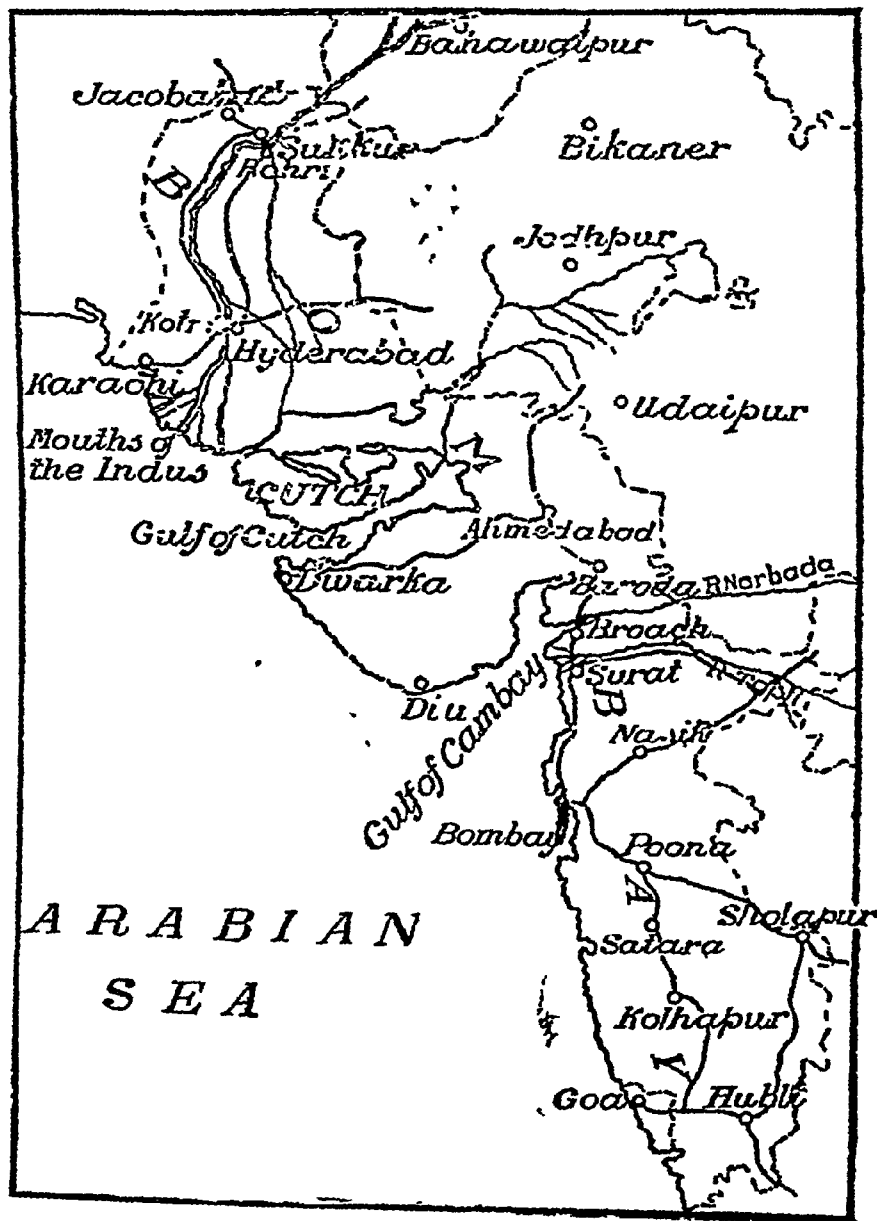 Bahawalpur
Jacobabad
Sukkur
Rohri
Bikaner
B
Jodhpur
Kotri
O
Hyderabad
Karachi
Udaipur
Mouths of
the Indus
CUTCH
Gulf of Cutch
Ahmedabad
Dwarka
Baroda
R. Narbada
Broach
Surat
R. Tapti
Diu
B
Gulf of Cambay
Nasik
M
Bombay
Poona
A
ARABIAN
SEA
Sholapur
Satara
Kolhapur
Y
Goa
Hubli